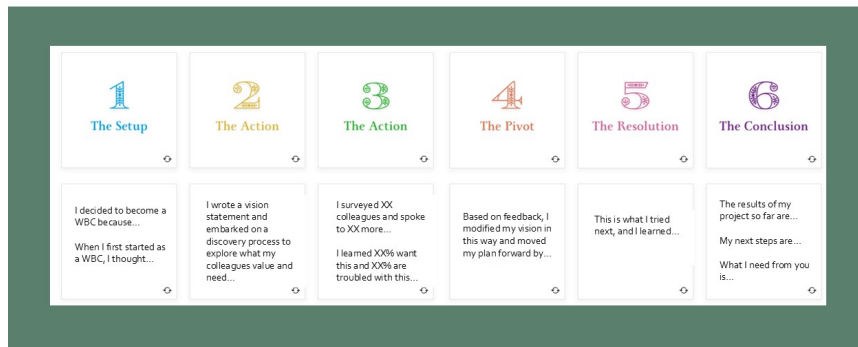 1
The Setup
2
The Action
3
The Action
4
The Pivot
5
The Resolution
6
The Conclusion
I decided to become a
WBC because...
When I first started as
a WBC, I thought...
I wrote a vision
statement and
embarked on a
discovery process to
explore what my
colleagues value and
need...
I surveyed XX
colleagues and spoke
to XX more...
I learned XX% want
this and XX% are
troubled with this...
Based on feedback, I
modified my vision in
this way and moved
my plan forward by...
This is what I tried
next, and I learned...
The results of my
project so far are...
My next steps are...
What I need from you
is...